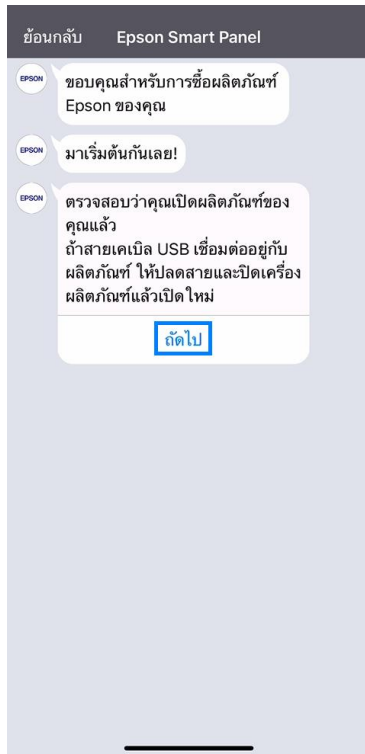 ย้อนกลับ Epson Smart Panel
EPSON
ขอบคุณสำหรับการซื้อผลิตภัณฑ์
Epson ของคุณ
EPSON
มาเริ่มต้นกันเลย!
EPSON
ตรวจสอบว่าคุณเปิดผลิตภัณฑ์ของ
คุณแล้ว
ถ้าสายเคเบิล USB เชื่อมต่ออยู่กับ
ผลิตภัณฑ์ ให้ปลดสายและปิดเครื่อง
ผลิตภัณฑ์แล้วเปิดใหม่
ถัดไป